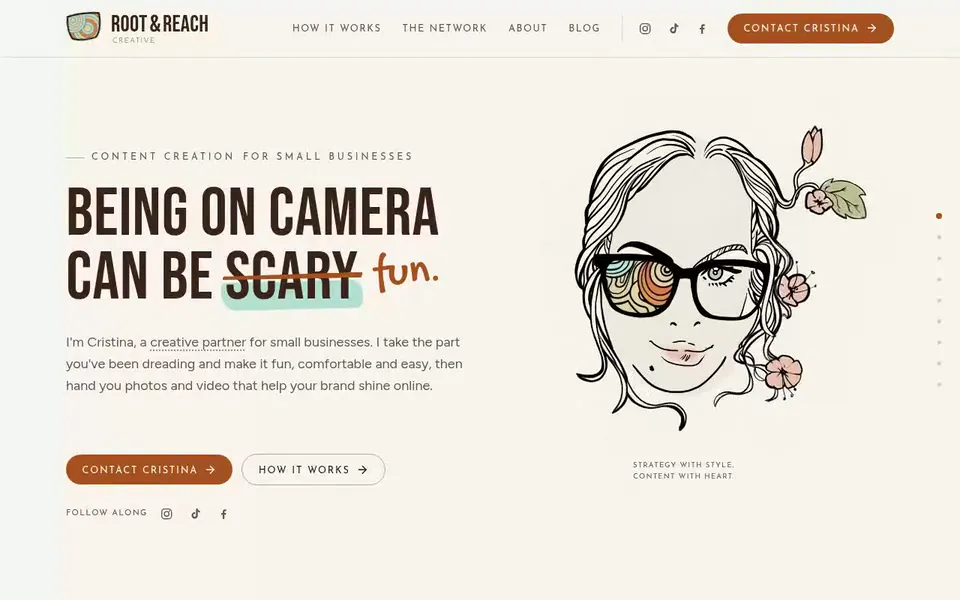 ROOT & REACH
CREATIVE
HOW IT WORKS
THE NETWORK
ABOUT
BLOG
CONTACT CRISTINA →
CONTENT CREATION FOR SMALL BUSINESSES
BEING ON CAMERA
CAN BE SCARY fun.
I'm Cristina, a creative partner for small businesses. I take the part
you've been dreading and make it fun, comfortable and easy, then
hand you photos and video that help your brand shine online.
CONTACT CRISTINA →
HOW IT WORKS →
FOLLOW ALONG
STRATEGY WITH STYLE,
CONTENT WITH HEART.